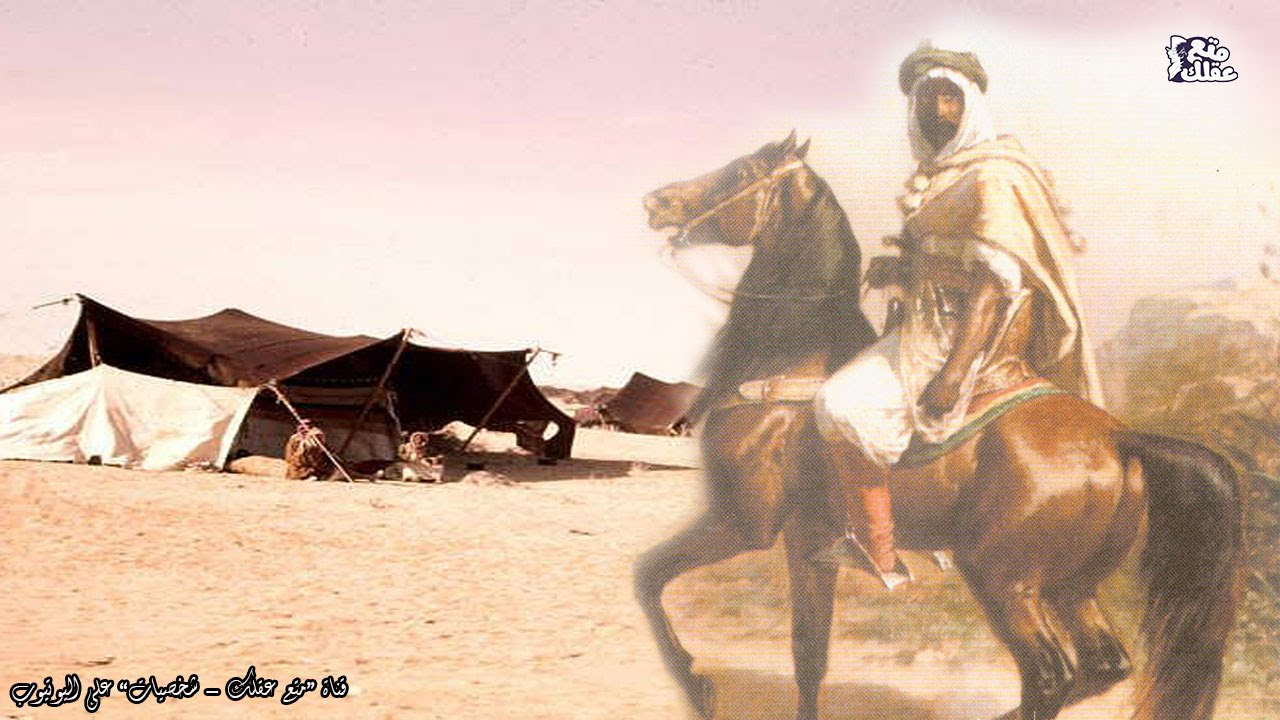 متع
عقلك
قناة "متع عقلك – شخصيات" على اليوتيوب